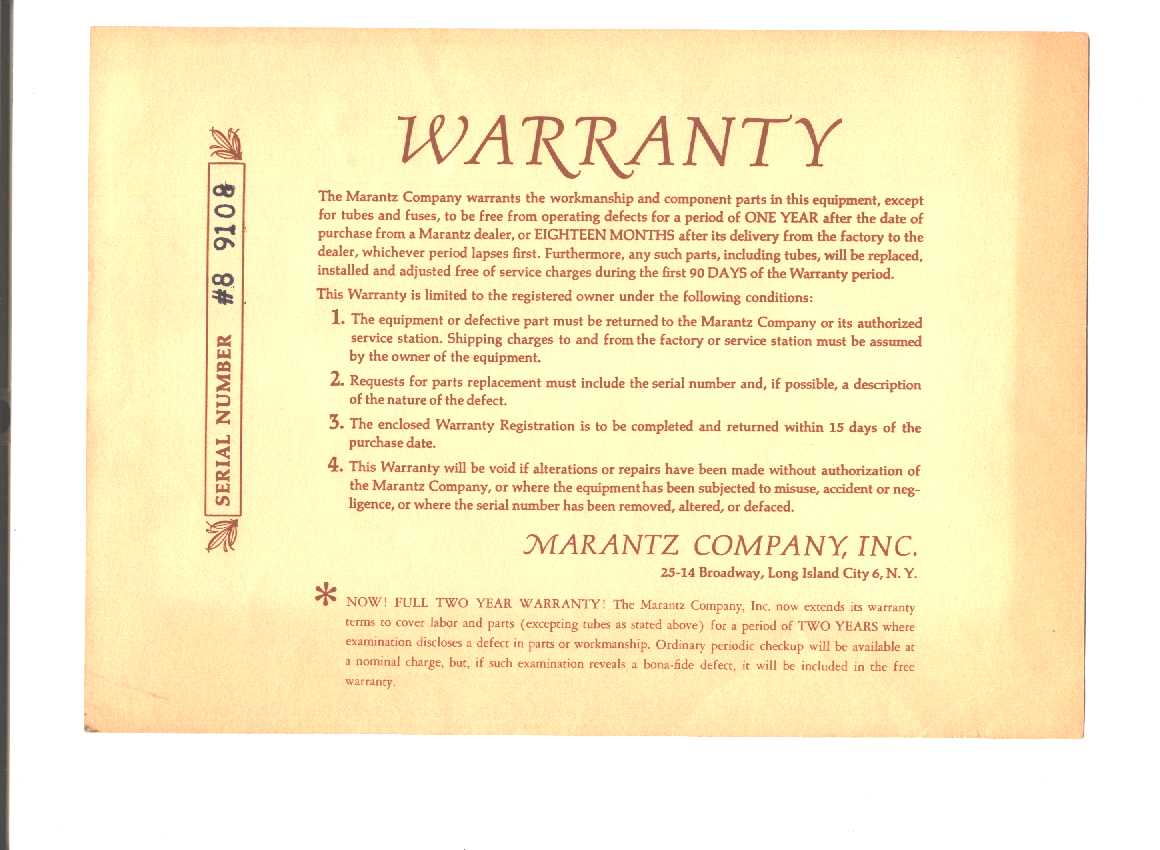 WARRANTY
The Marantz Company warrants the workmanship and component parts in this equipment, except
for tubes and fuses, to be free from operating defects for a period of ONE YEAR after the date of
purchase from a Marantz dealer, or EIGHTEEN MONTHS after its delivery from the factory to the
dealer, whichever period lapses first. Furthermore, any such parts, including tubes, will be replaced,
installed and adjusted free of service charges during the first 90 DAYS of the Warranty period.
This Warranty is limited to the registered owner under the following conditions:
1. The equipment or defective part must be returned to the Marantz Company or its authorized
service station. Shipping charges to and from the factory or service station must be assumed
by the owner of the equipment.
2. Requests for parts replacement must include the serial number and, if possible, a description
of the nature of the defect.
3. The enclosed Warranty Registration is to be completed and returned within 15 days of the
purchase date.
4. This Warranty will be void if alterations or repairs have been made without authorization of
the Marantz Company, or where the equipment has been subjected to misuse, accident or neg-
ligence, or where the serial number has been removed, altered, or defaced.
MARANTZ COMPANY, INC.
25-14 Broadway, Long Island City 6, N. Y.
* NOW! FULL TWO YEAR WARRANTY! The Marantz Company, Inc. now extends its warranty
terms to cover labor and parts (excepting tubes as stated above) for a period of TWO YEARS where
examination discloses a defect in parts or workmanship. Ordinary periodic checkup will be available at
a nominal charge, but, if such examination reveals a bona-fide defect, it will be included in the free
warranty.
SERIAL NUMBER #8 9108